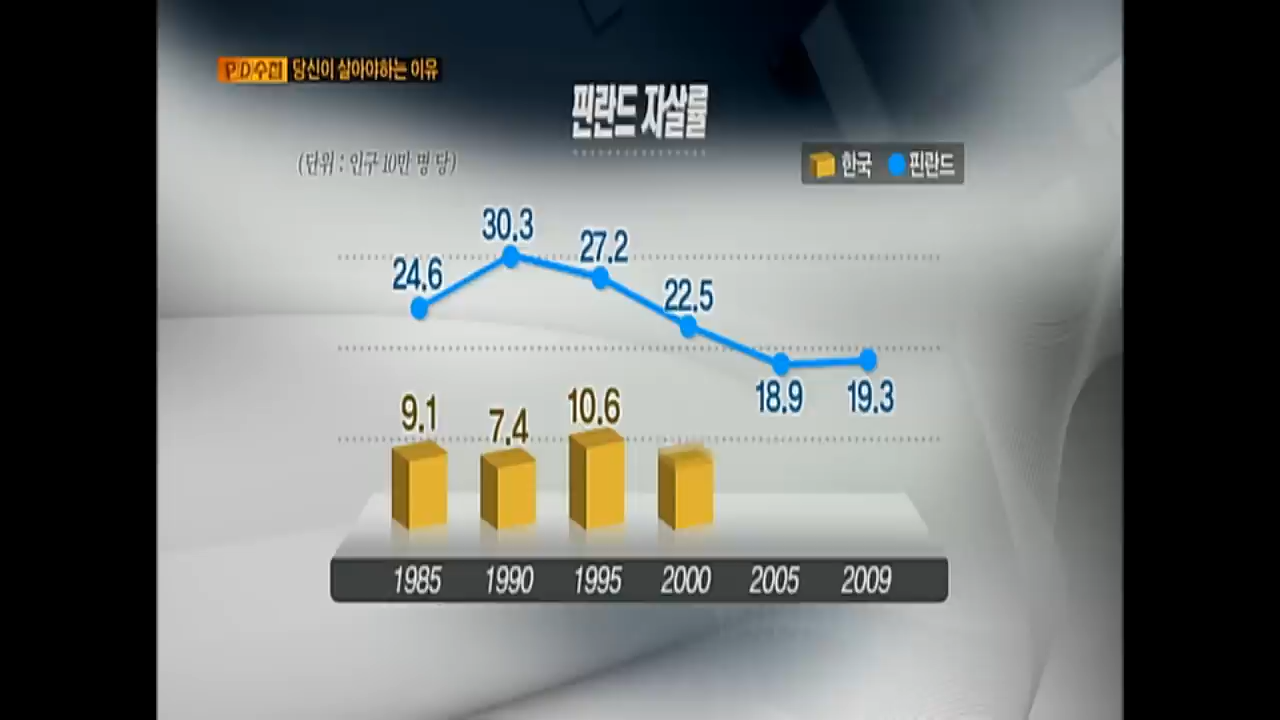 PD수첩 당신이 살아야하는 이유
핀란드 자살률
(단위 : 인구 10만 명 당)
한국 핀란드
30.3
27.2
24.6
22.5
18.9 19.3
10.6
9.1
7.4
1985 1990 1995 2000 2005 2009